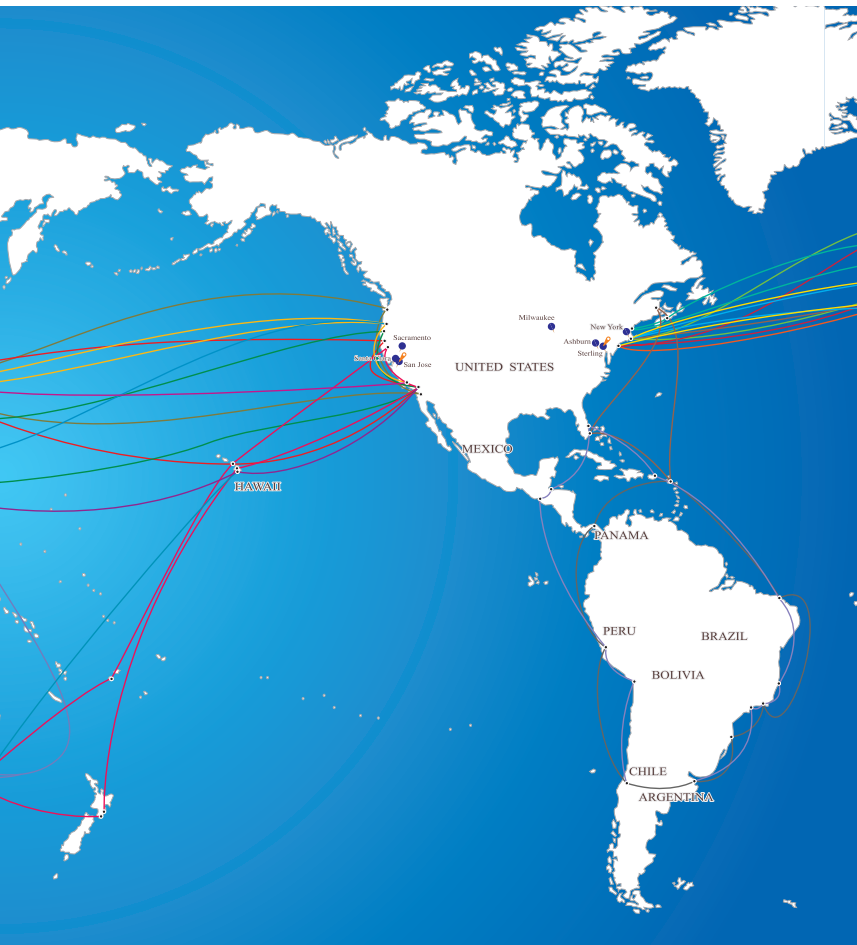 Milwaukee
New York
Sacramento
Ashburn
Sterling
Santa Clara
San Jose
UNITED STATES
MEXICO
HAWAII
PANAMA
PERU
BRAZIL
BOLIVIA
CHILE
ARGENTINA